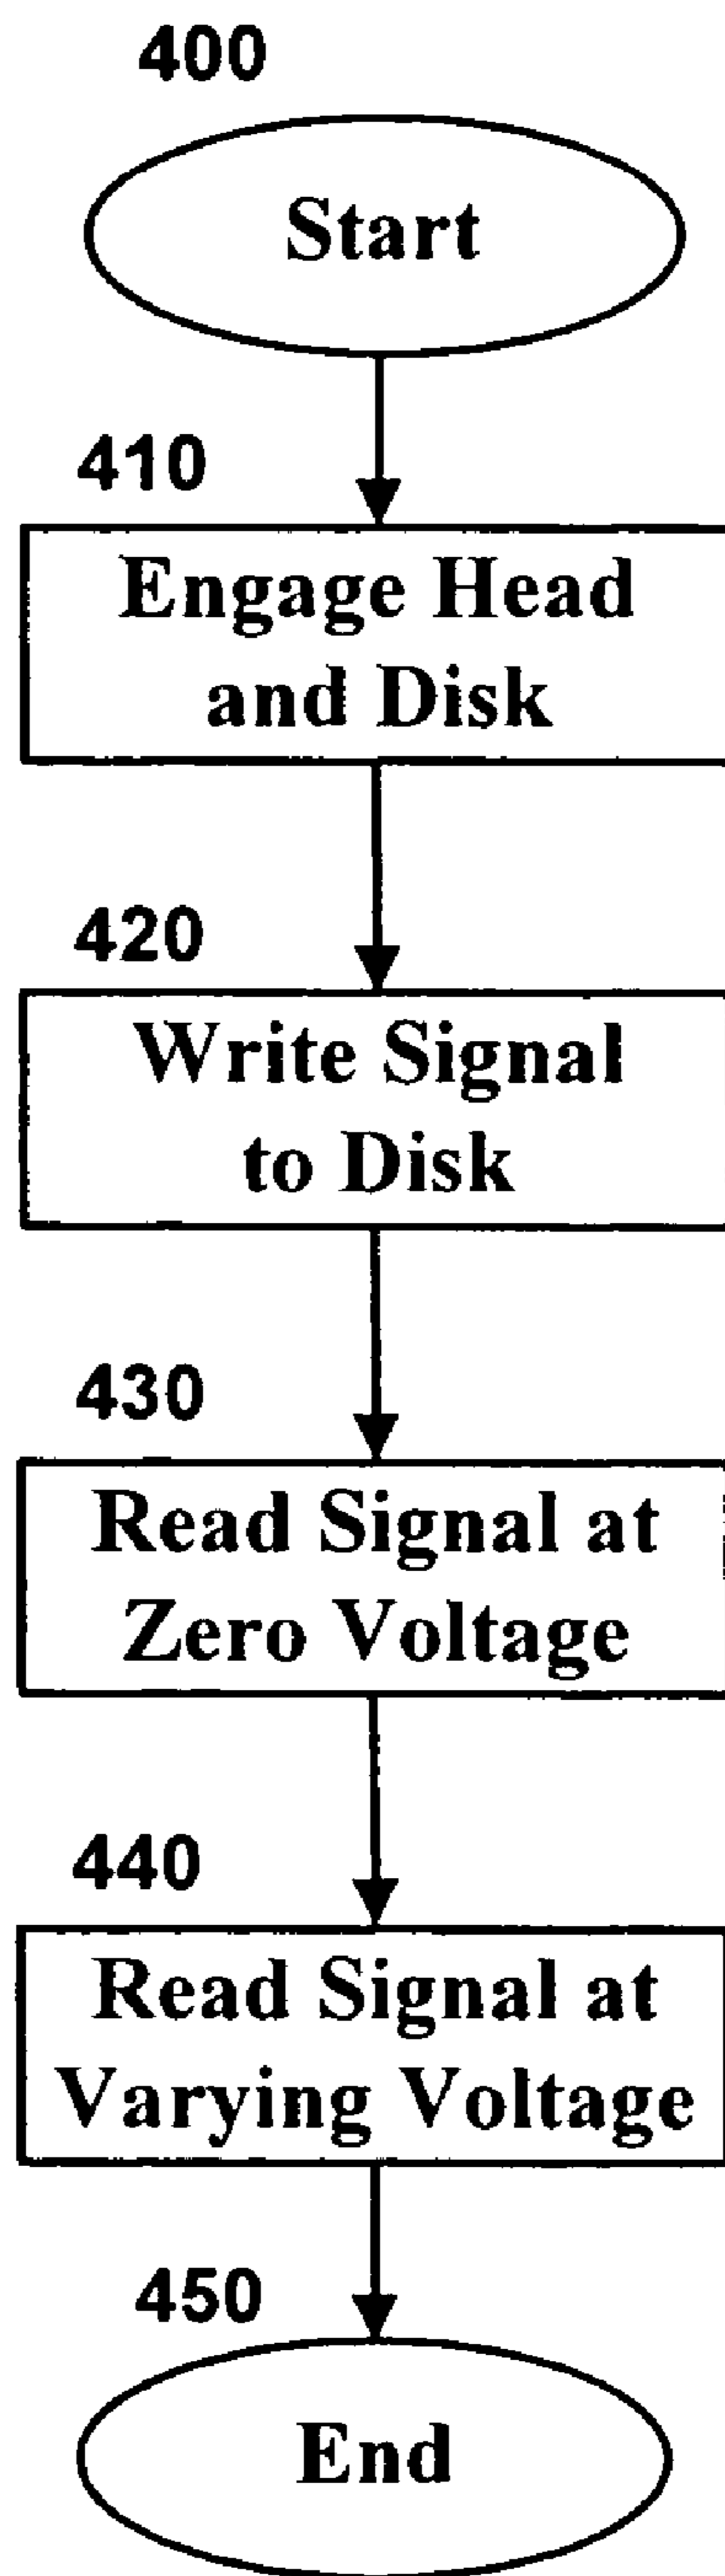 400
Start
410
Engage Head
and Disk
420
Write Signal
to Disk
430
Read Signal at
Zero Voltage
440
Read Signal at
Varying Voltage
450
End